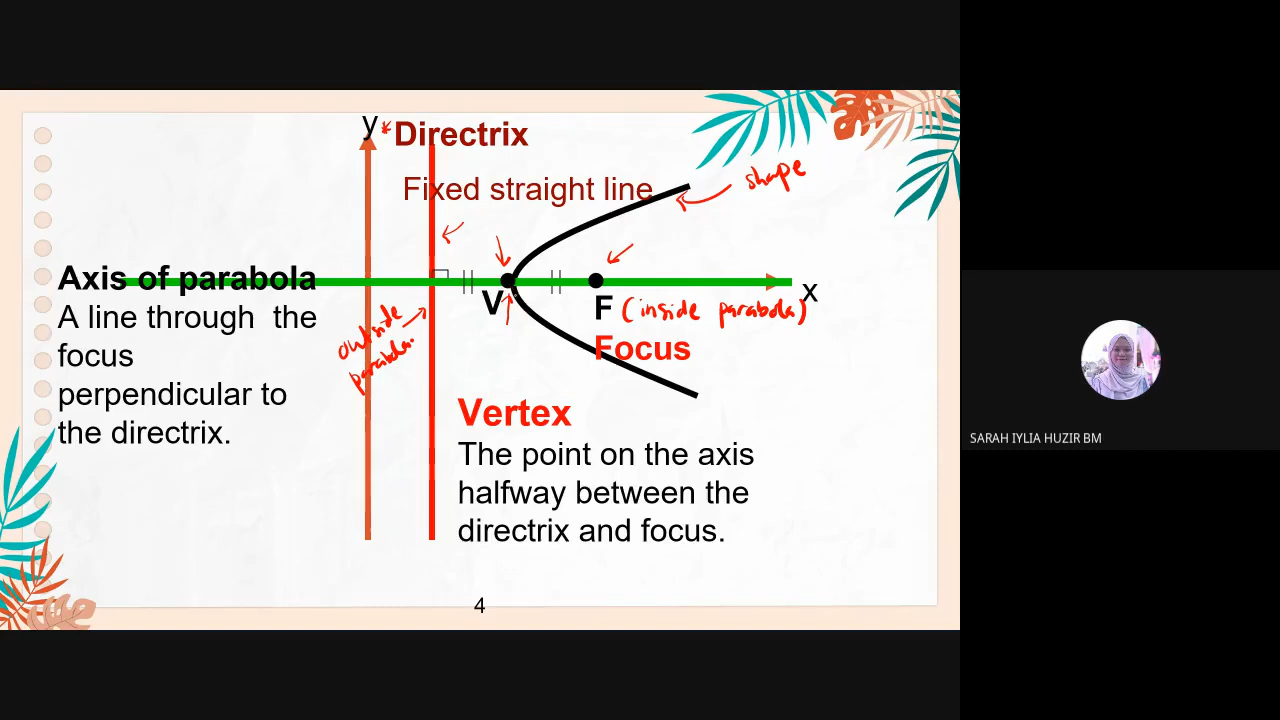 y
Directrix
Fixed straight line
shape
Axis of parabola
A line through the
focus
perpendicular to
the directrix.
x
V
F (inside parabola)
outside
parabola.
Focus
Vertex
The point on the axis
halfway between the
directrix and focus.
4
SARAH IYLIA HUZIR BM